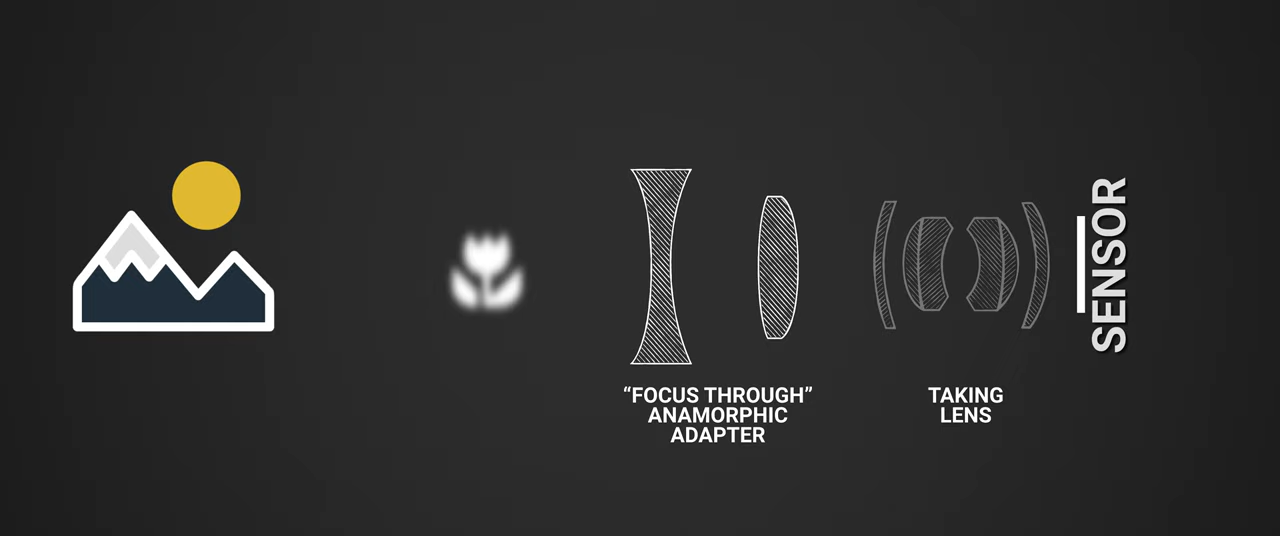 “FOCUS THROUGH”
ANAMORPHIC
ADAPTER
TAKING
LENS
SENSOR